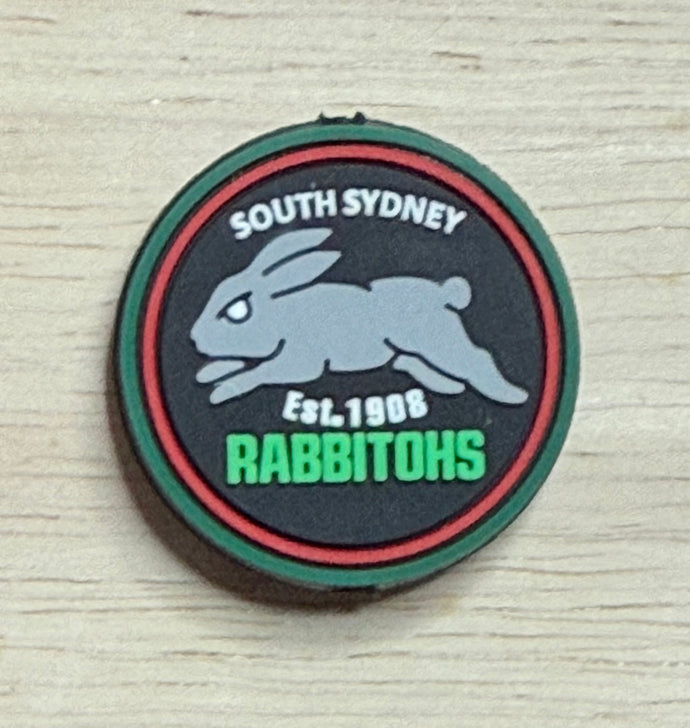 SOUTH SYDNEY
Est. 1908
RABBITOHS